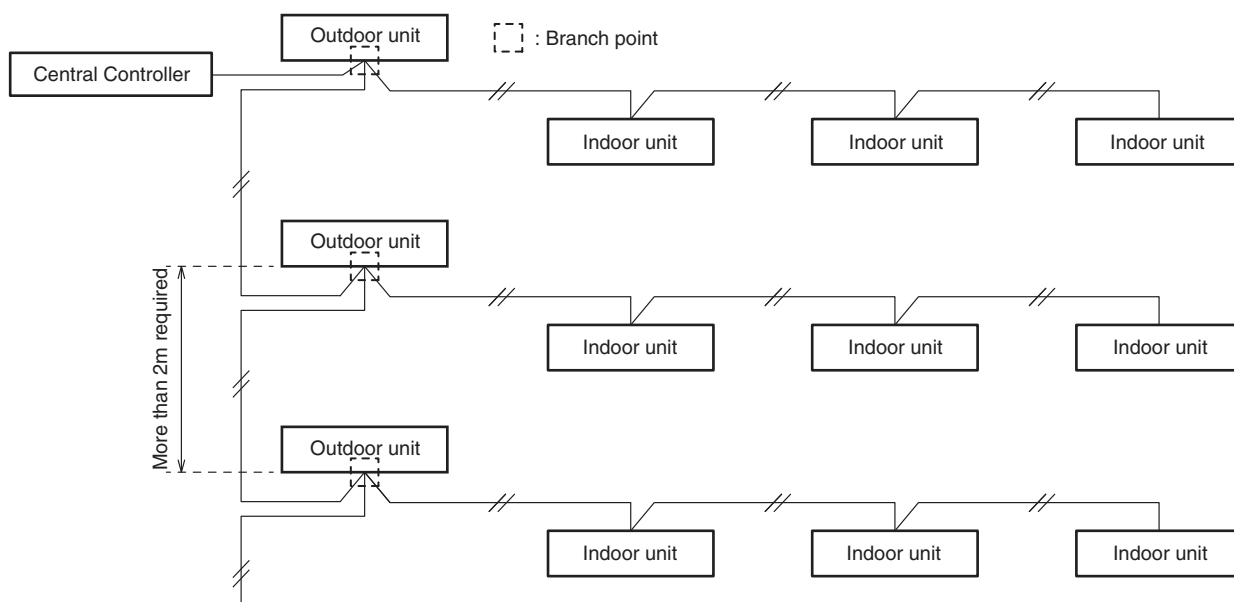 Outdoor unit
: Branch point
Central Controller
Indoor unit
Indoor unit
Indoor unit
Outdoor unit
More than 2m required
Indoor unit
Indoor unit
Indoor unit
Outdoor unit
Indoor unit
Indoor unit
Indoor unit